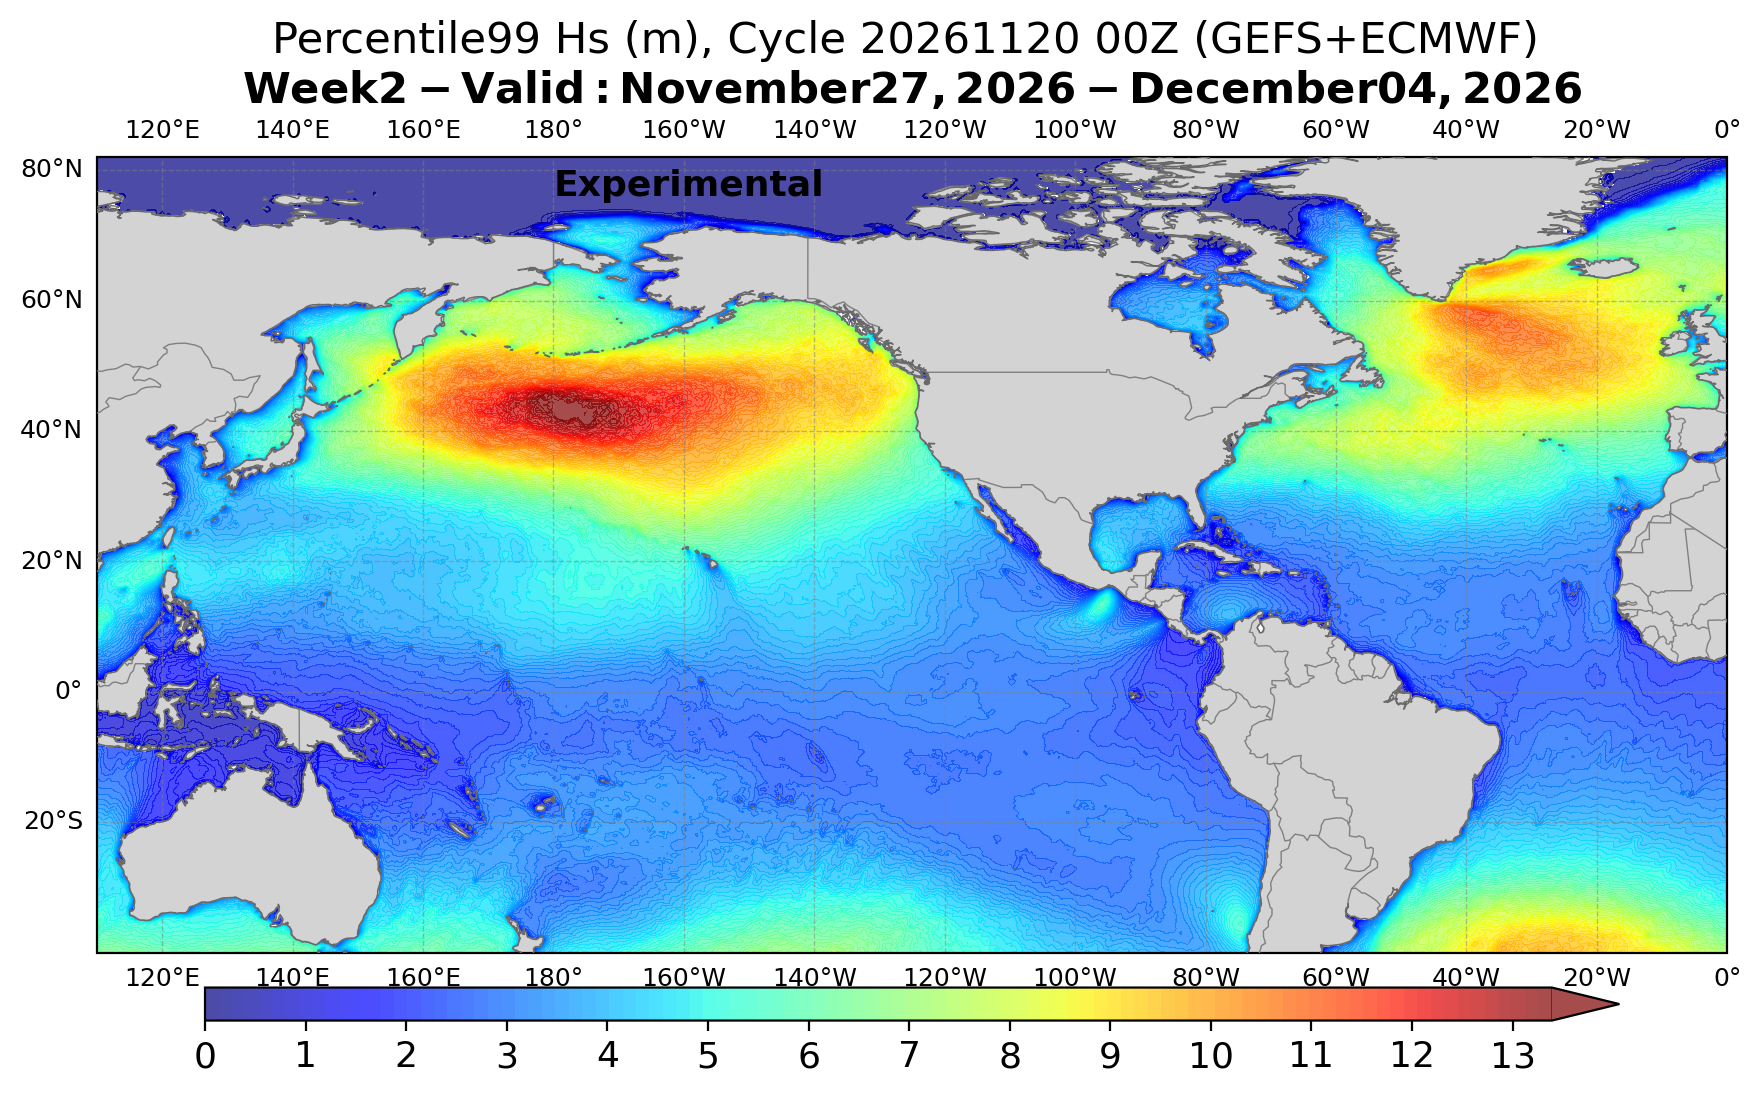 Percentile99 Hs (m), Cycle 20261120 00Z (GEFS+ECMWF)
Week2 − Valid : November27, 2026 − December04, 2026
120°E 140°E 160°E 180° 160°W 140°W 120°W 100°W 80°W 60°W 40°W 20°W 0°
80°N
Experimental
60°N
40°N
20°N
0°
20°S
120°E 140°E 160°E 180° 160°W 140°W 120°W 100°W 80°W 60°W 40°W 20°W 0°
0 1 2 3 4 5 6 7 8 9 10 11 12 13